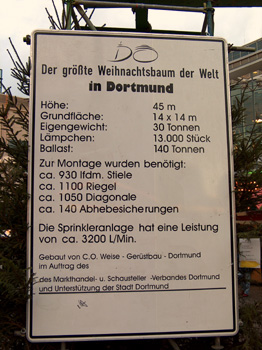 DO
Der größte Weihnachtsbaum der Welt
in Dortmund
Höhe: 45 m
Grundfläche: 14 x 14 m
Eigengewicht: 30 Tonnen
Lämpchen: 13.000 Stück
Ballast: 140 Tonnen
Zur Montage wurden benötigt:
ca. 930 lfdm. Stiele
ca. 1100 Riegel
ca. 1050 Diagonale
ca. 140 Abhebesicherungen
Die Sprinkleranlage hat eine Leistung
von ca. 3200 L/Min.
Gebaut von C.O. Weise - Gerüstbau - Dortmund
im Auftrag des
des Markthandel- u. Schausteller -Verbandes Dortmund
und Unterstützung der Stadt Dortmund